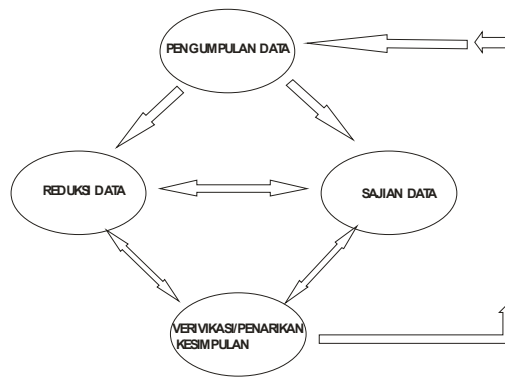 PENGUMPULAN DATA
REDUKSI DATA
SAJIAN DATA
VERIVIKASI/PENARIKAN
KESIMPULAN